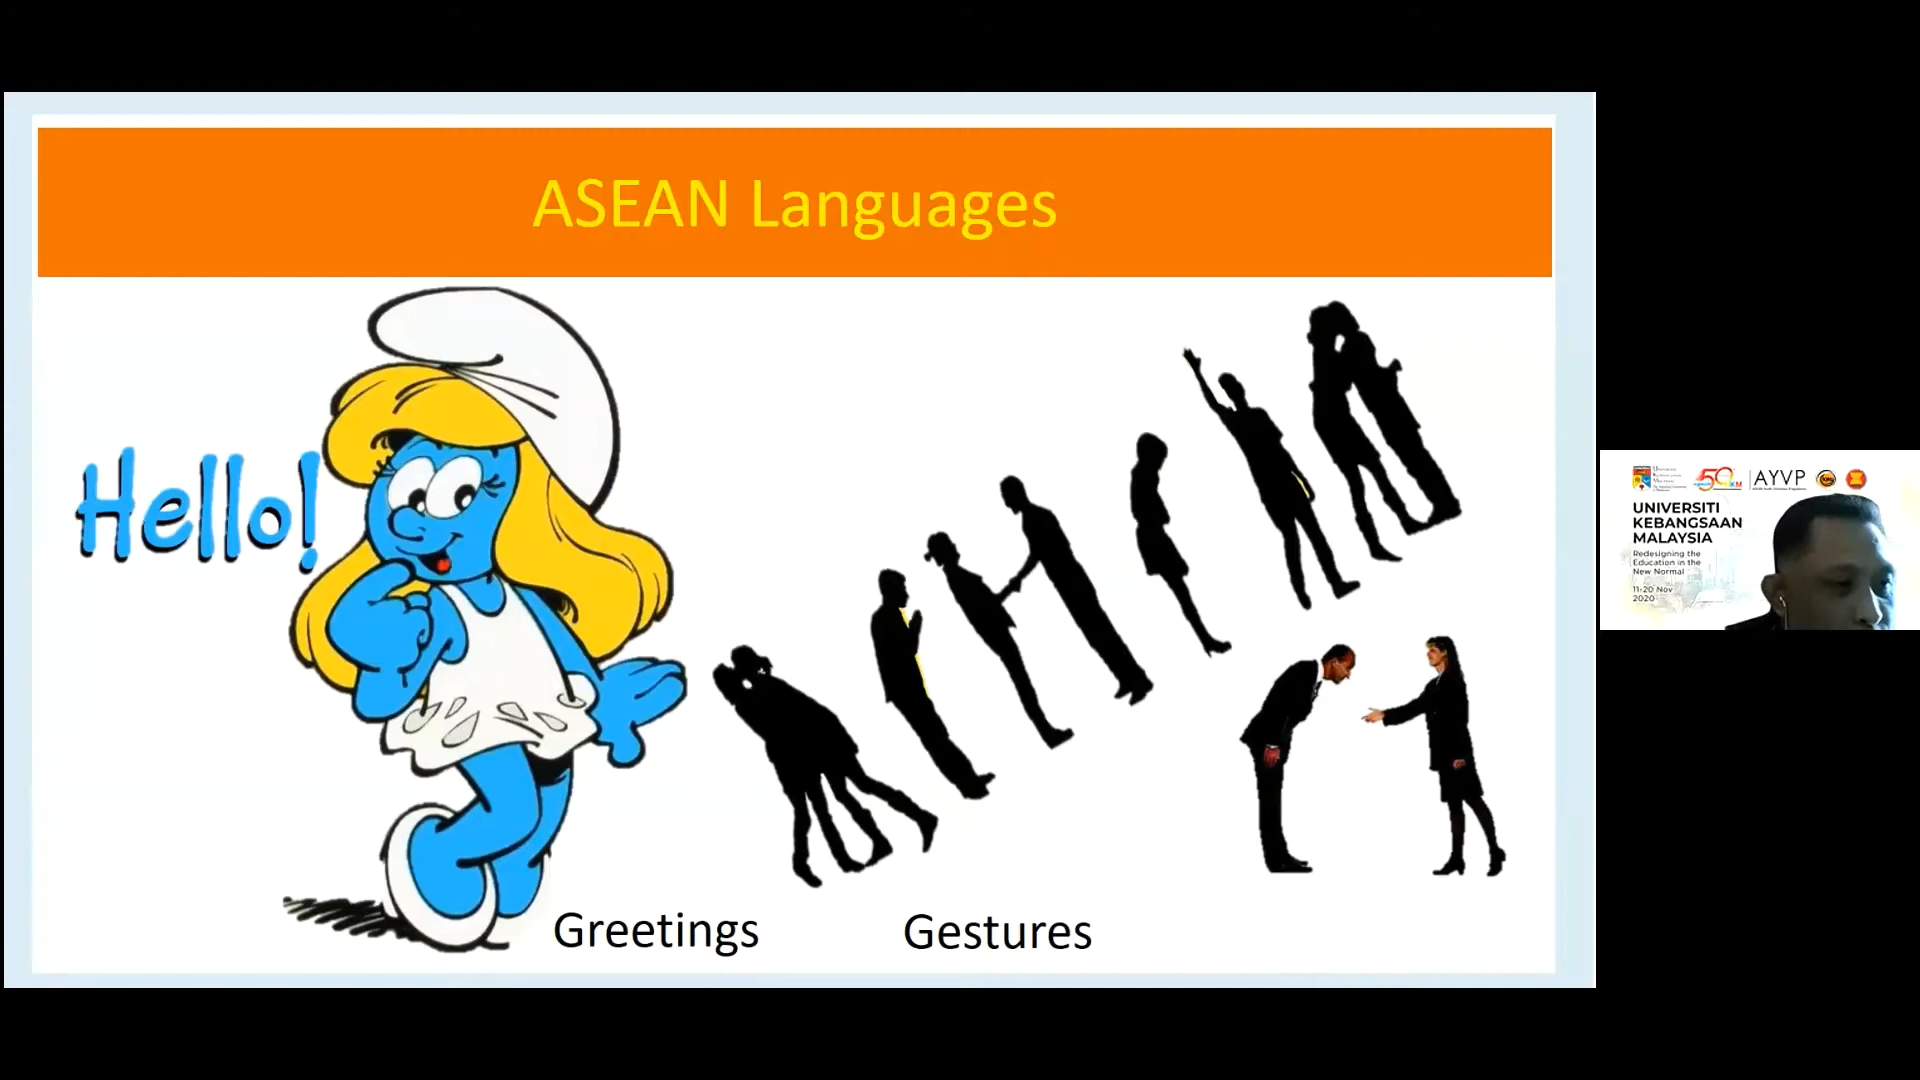 ASEAN Languages
Hello!
Greetings
Gestures
50
AYVP
UNIVERSITI
KEBANGSAAN
MALAYSIA
Redesigning the
Education in the
New Normal
11-20 Nov
2020